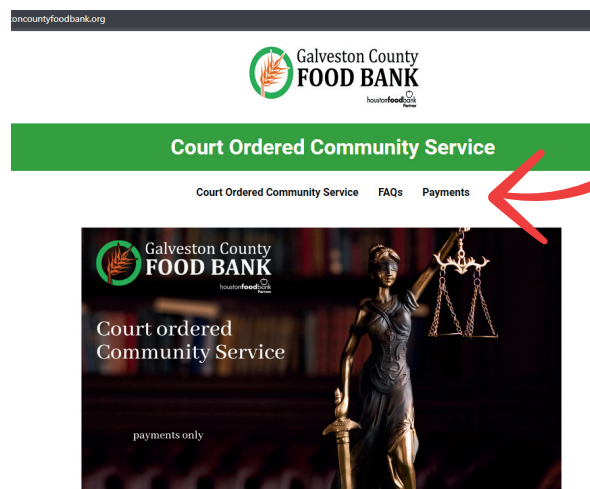 oncountyfoodbank.org
Galveston County
FOOD BANK
houstonfoodbank
Partner
Court Ordered Community Service
Court Ordered Community Service FAQs Payments
Galveston County
FOOD BANK
houstonfoodbank
Partner
Court ordered
Community Service
payments only